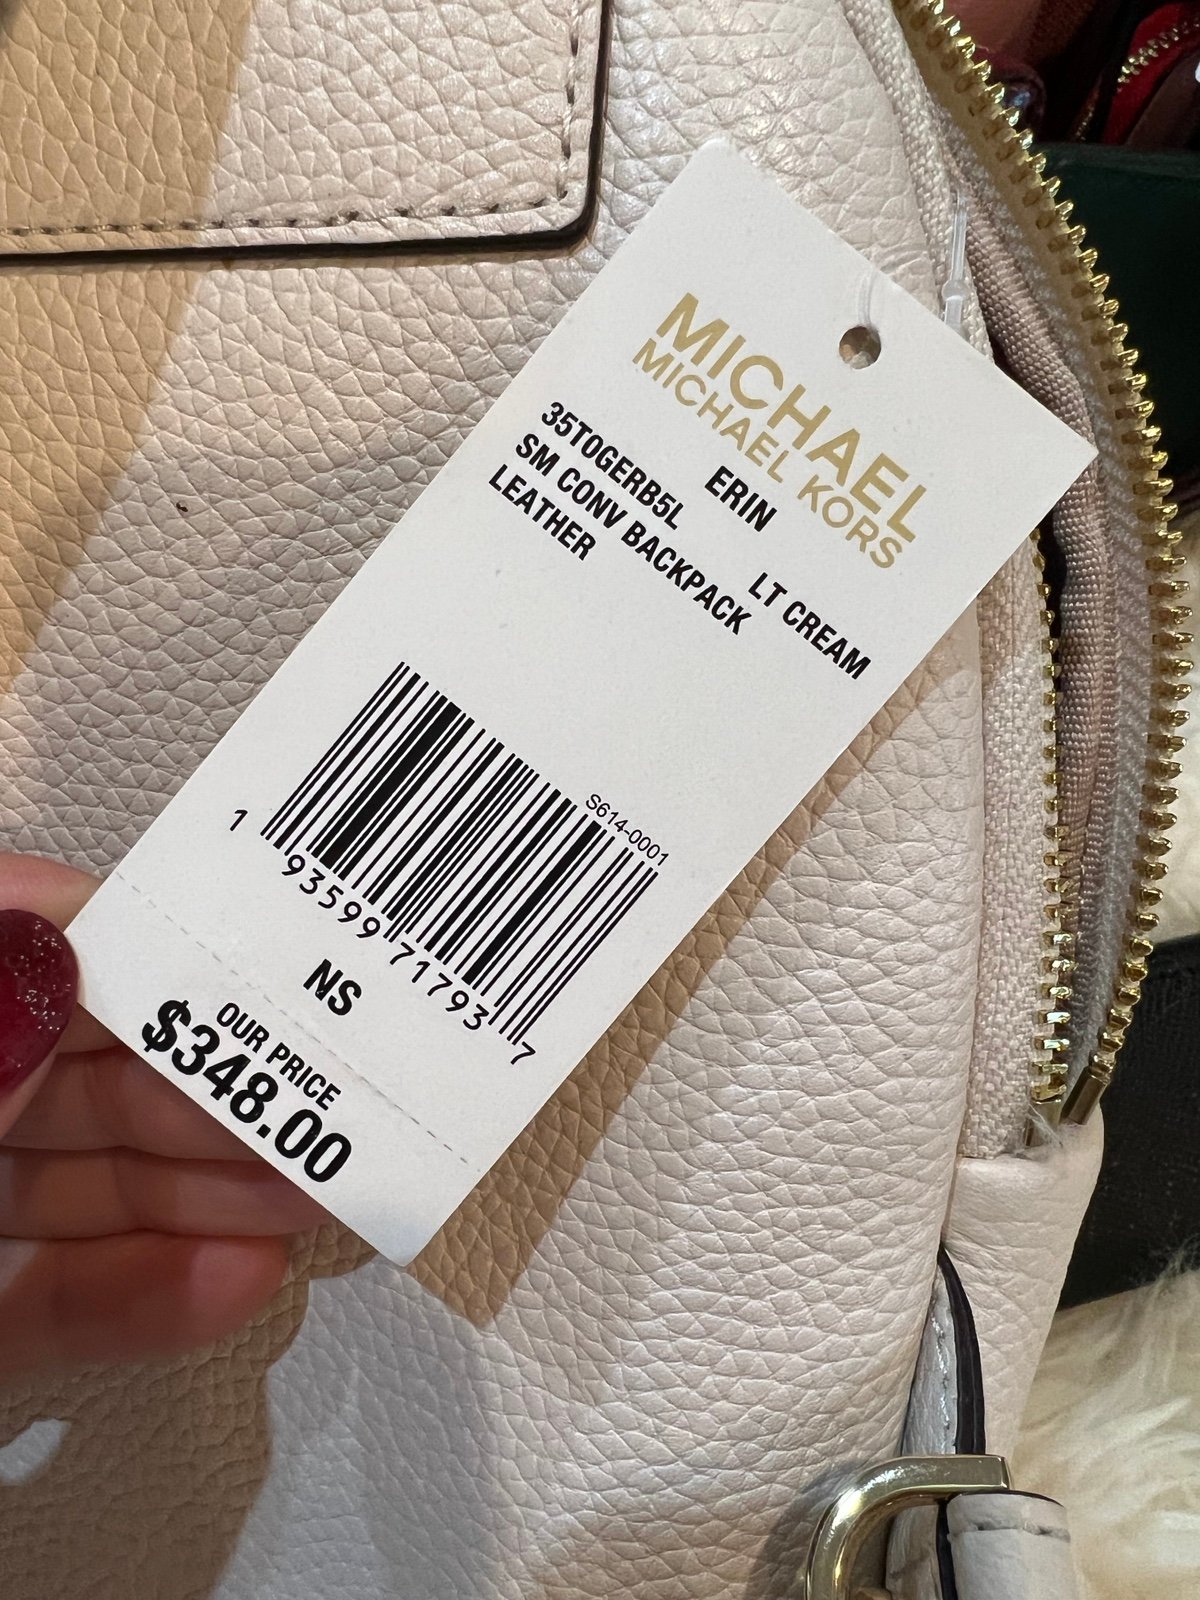 MICHAEL
MICHAEL KORS
35T0GERB5L ERIN
SM CONV BACKPACK LT CREAM
LEATHER
S614-0001
1 93599 71793 7
NS
OUR PRICE
$348.00